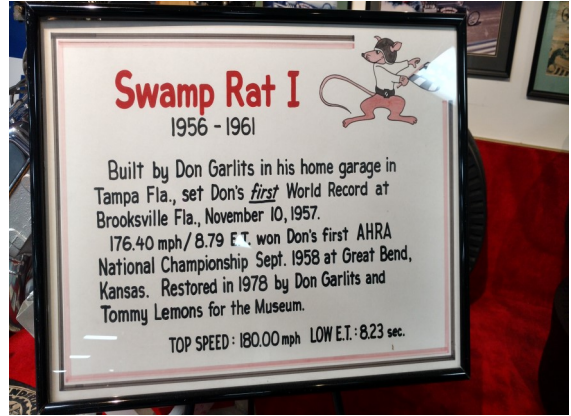 Swamp Rat I
1956 - 1961
Built by Don Garlits in his home garage in
Tampa Fla., set Don's first World Record at
Brooksville Fla., November 10, 1957.
176.40 mph/ 8.79 E.T. won Don's first AHRA
National Championship Sept. 1958 at Great Bend,
Kansas. Restored in 1978 by Don Garlits and
Tommy Lemons for the Museum.
TOP SPEED : 180.00 mph LOW E.T. : 8.23 sec.